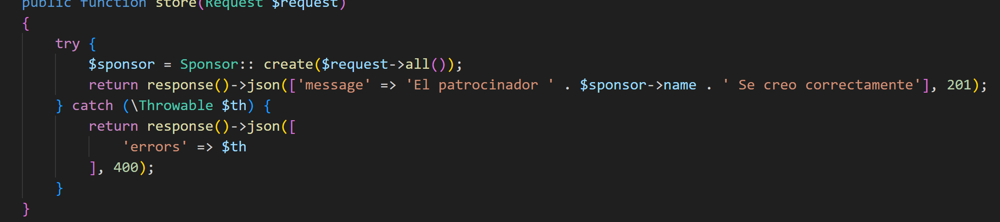 public function store(Request $request)
{
try {
$sponsor = Sponsor:: create($request->all());
return response()->json(['message' => 'El patrocinador ' . $sponsor->name . ' Se creo correctamente'], 201);
} catch (\Throwable $th) {
return response()->json([
'errors' => $th
], 400);
}
}